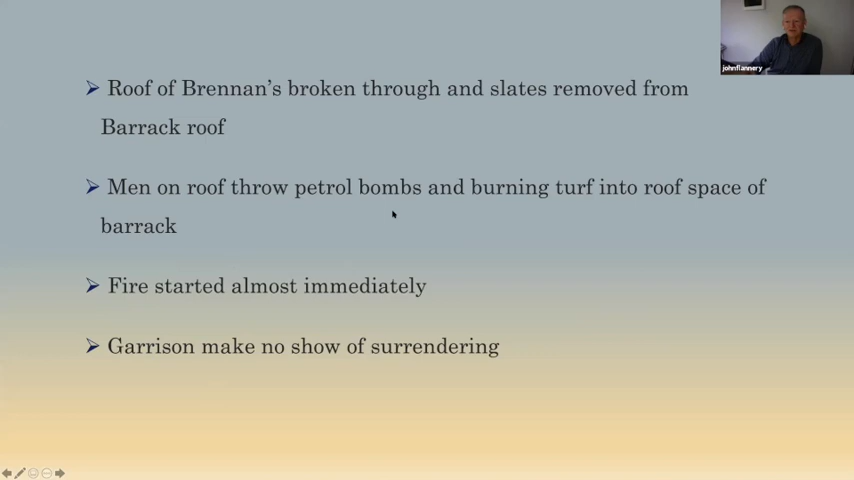 johnflannery
➢ Roof of Brennan's broken through and slates removed from
Barrack roof
➢ Men on roof throw petrol bombs and burning turf into roof space of
barrack
➢ Fire started almost immediately
➢ Garrison make no show of surrendering